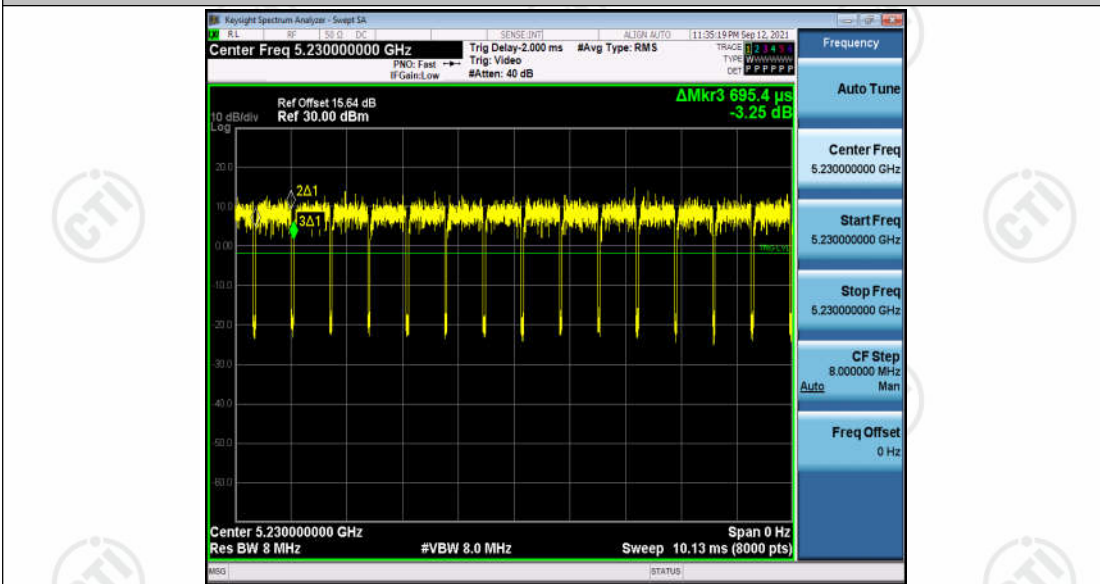 Keysight Spectrum Analyzer - Swept SA
RL RF 50 Ω DC SENSE:INT ALIGN AUTO 11:35:19 PM Sep 12, 2021
Center Freq 5.230000000 GHz
PNO: Fast
IFGain:Low
Trig Delay-2.000 ms
Trig: Video
#Atten: 40 dB
#Avg Type: RMS
TRACE 1 2 3 4 5 6
TYPE WWWWWW
DET P P P P P P
Frequency
Auto Tune
ΔMkr3 695.4 µs
-3.25 dB
Ref Offset 15.64 dB
10 dB/div Ref 30.00 dBm
Log
Center Freq
5.230000000 GHz
20.0
2Δ1
10.0
3Δ1
Start Freq
5.230000000 GHz
0.00
TRIG LVL
-10.0
Stop Freq
5.230000000 GHz
-20.0
-30.0
CF Step
8.000000 MHz
Auto Man
-40.0
Freq Offset
0 Hz
-50.0
-60.0
Center 5.230000000 GHz Span 0 Hz
Res BW 8 MHz #VBW 8.0 MHz Sweep 10.13 ms (8000 pts)
MSG STATUS
CTI
CTI
CTI
CTI